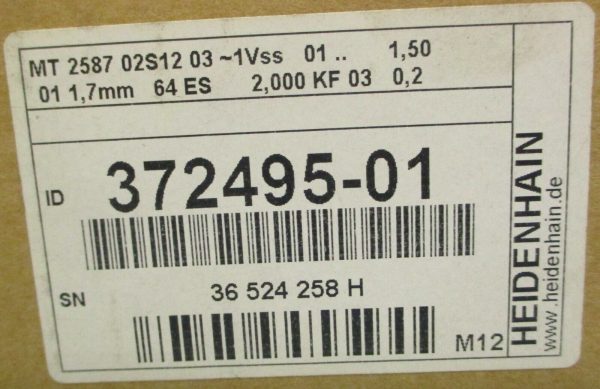 MT 2587 02S12 03 ~1Vss 01 .. 1,50
01 1,7mm 64 ES 2,000 KF 03 0,2
ID 372495-01
SN 36 524 258 H
M12
HEIDENHAIN
www.heidenhain.de